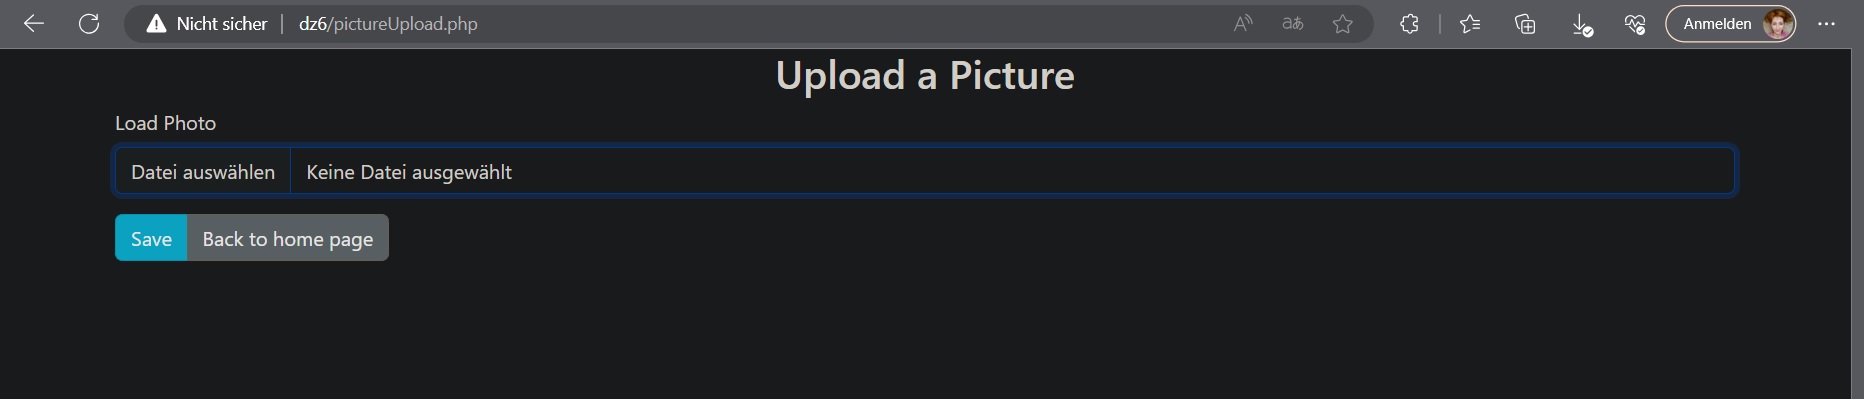 Nicht sicher | dz6/pictureUpload.php Anmelden
Upload a Picture
Load Photo
Datei auswählen Keine Datei ausgewählt
Save Back to home page